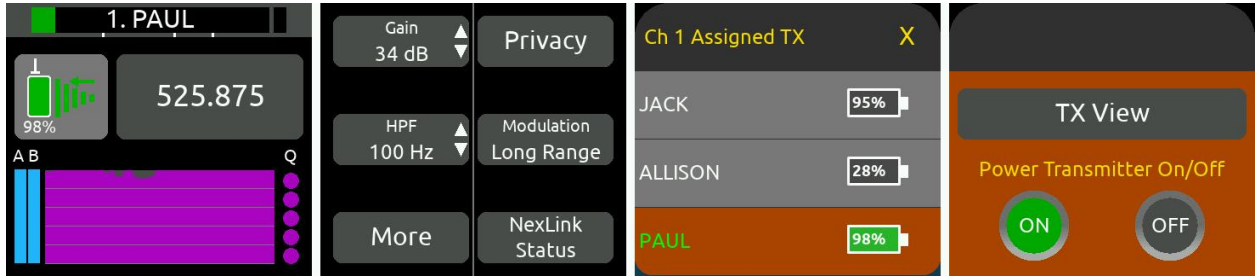 1. PAUL
98%
525.875
A B
Q
Gain
34 dB
Privacy
HPF
100 Hz
Modulation
Long Range
More
NexLink
Status
Ch 1 Assigned TX
X
JACK
95%
ALLISON
28%
PAUL
98%
TX View
Power Transmitter On/Off
ON
OFF